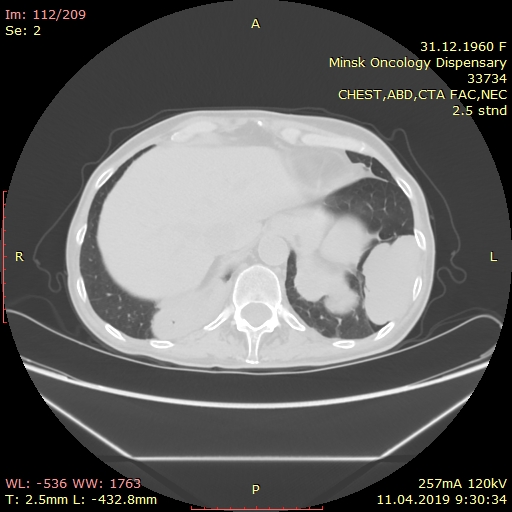 Im: 112/209
Se: 2
A
31.12.1960 F
Minsk Oncology Dispensary
33734
CHEST,ABD,CTA FAC,NEC
2.5 stnd
R
L
WL: -536 WW: 1763
T: 2.5mm L: -432.8mm
P
257mA 120kV
11.04.2019 9:30:34